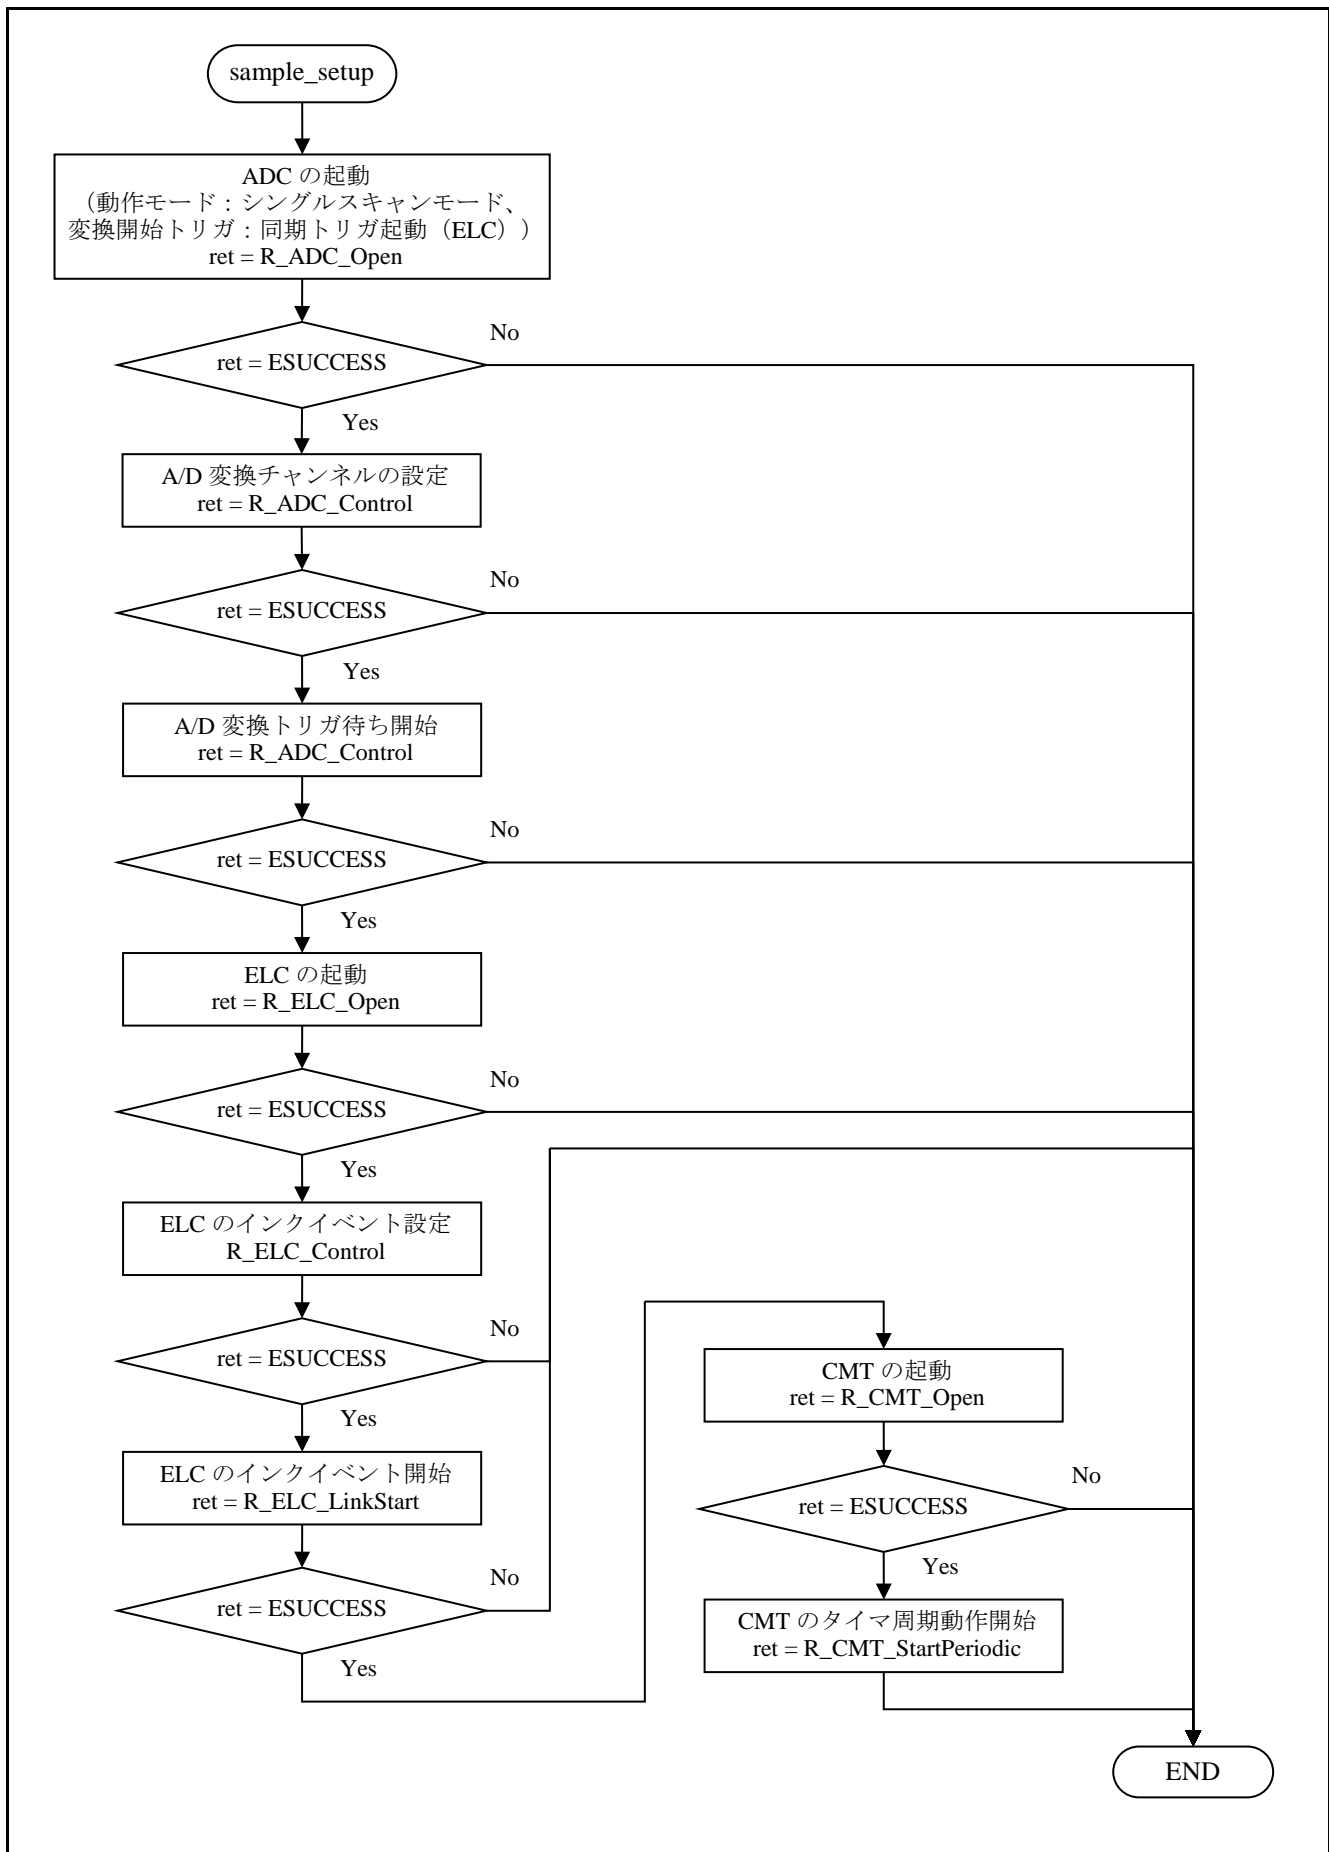 sample_setup
ADC の起動
（動作モード：シングルスキャンモード、
変換開始トリガ：同期トリガ起動（ELC））
ret = R_ADC_Open
No
ret = ESUCCESS
Yes
A/D 変換チャンネルの設定
ret = R_ADC_Control
No
ret = ESUCCESS
Yes
A/D 変換トリガ待ち開始
ret = R_ADC_Control
No
ret = ESUCCESS
Yes
ELC の起動
ret = R_ELC_Open
No
ret = ESUCCESS
Yes
ELC のインクイベント設定
R_ELC_Control
No
ret = ESUCCESS
Yes
ELC のインクイベント開始
ret = R_ELC_LinkStart
No
ret = ESUCCESS
Yes
CMT の起動
ret = R_CMT_Open
No
ret = ESUCCESS
Yes
CMT のタイマ周期動作開始
ret = R_CMT_StartPeriodic
END